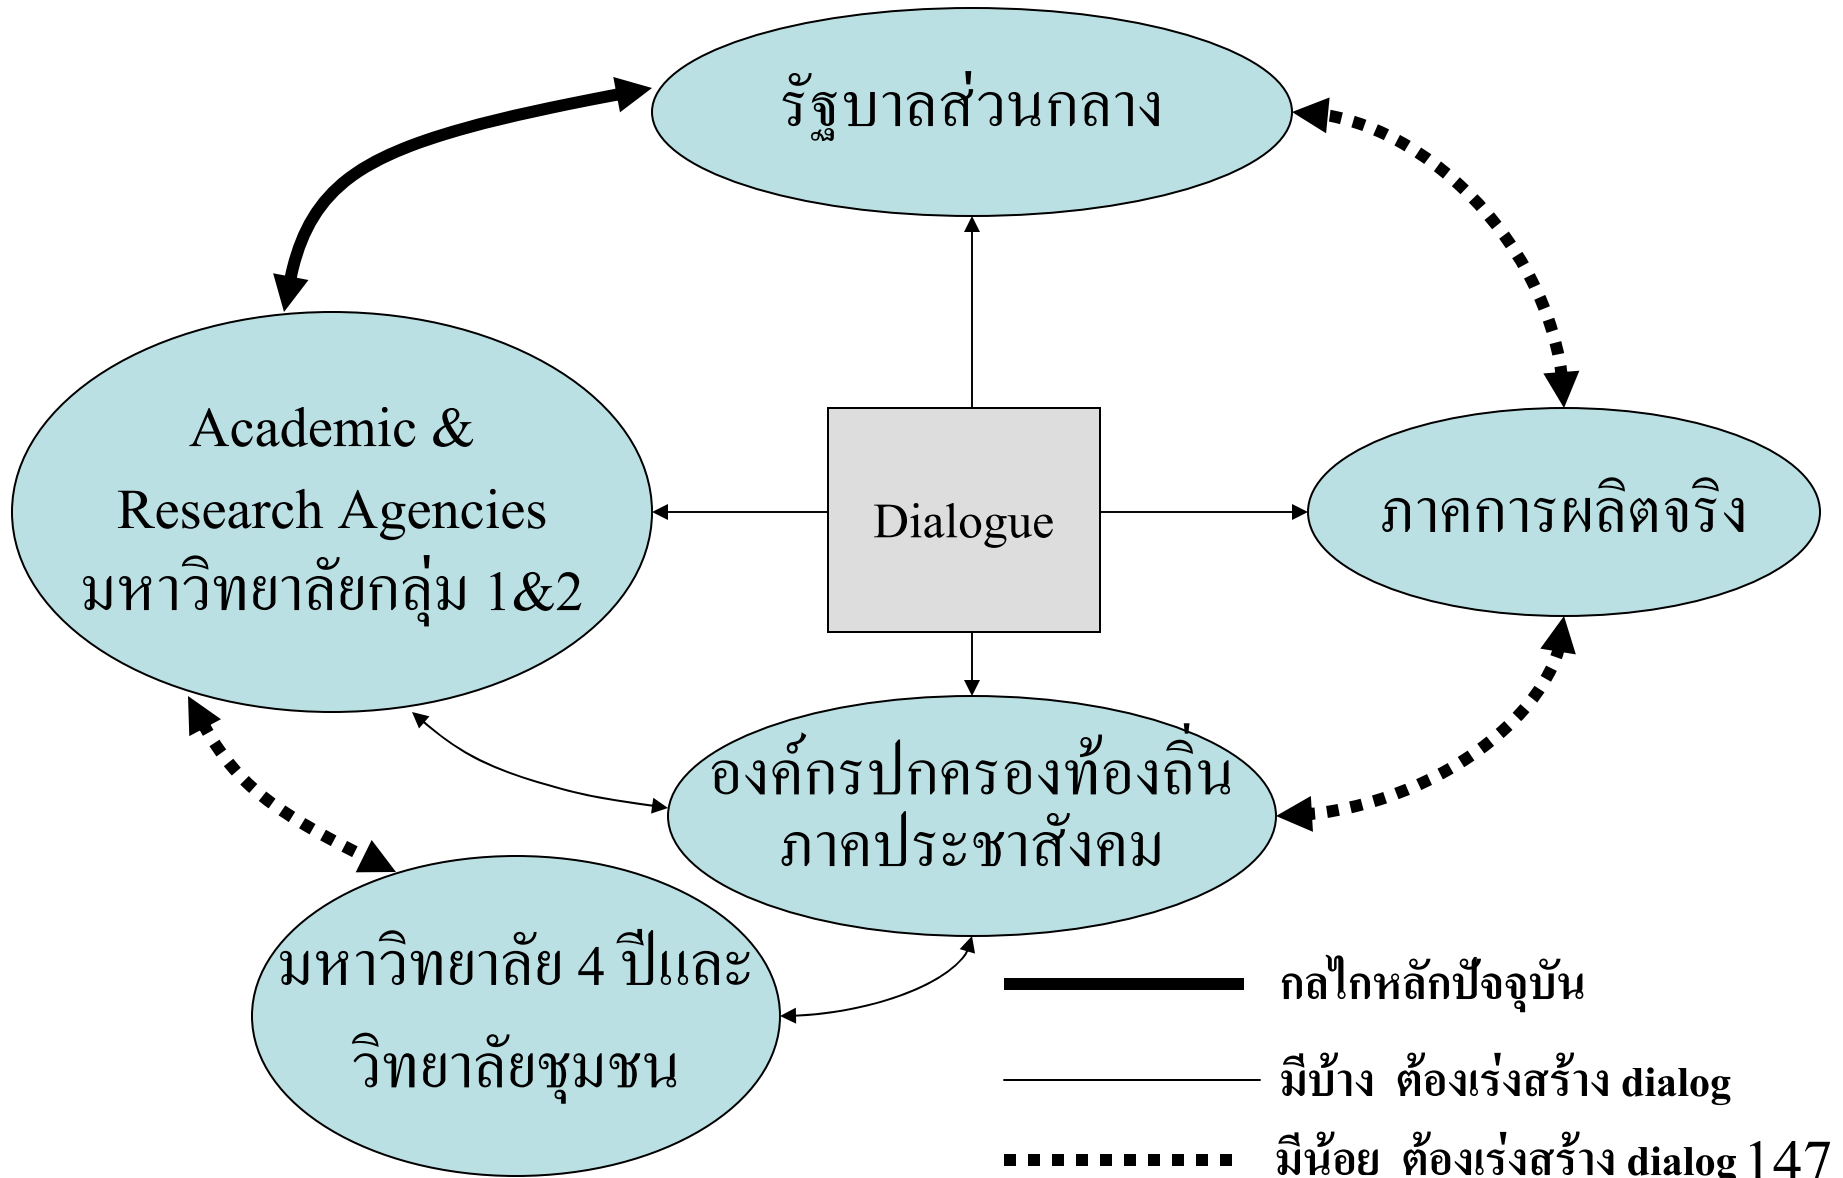 รัฐบาลส่วนกลาง
Academic &
Research Agencies
มหาวิทยาลัยกลุ่ม 1&2
Dialogue
ภาคการผลิตจริง
องค์กรปกครองท้องถิ่น
ภาคประชาสังคม
มหาวิทยาลัย 4 ปีและ
วิทยาลัยชุมชน
กลไกหลักปัจจุบัน
มีบ้าง ต้องเร่งสร้าง dialog
มีน้อย ต้องเร่งสร้าง dialog
147